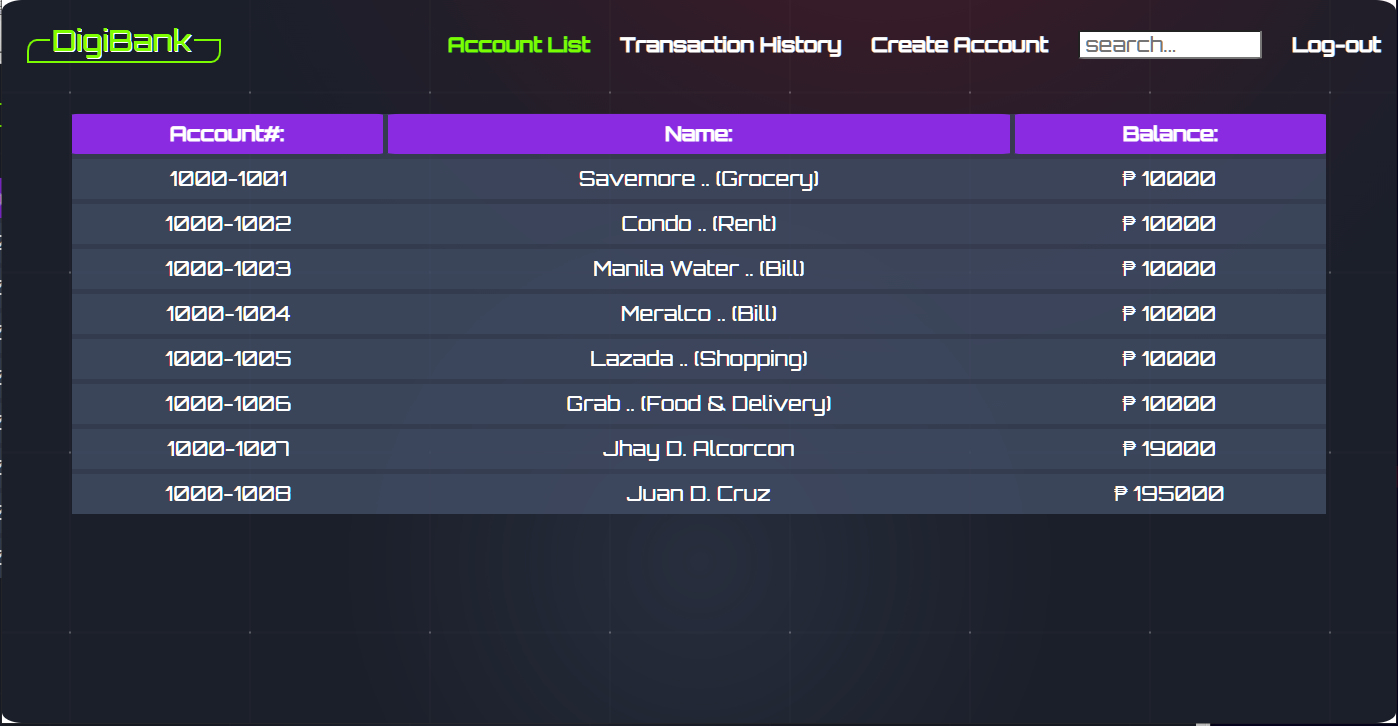 DigiBank Account List Transaction History Create Account search... Log-out
Account#: Name: Balance:
1000-1001 Savemore .. (Grocery) ₱ 10000
1000-1002 Condo .. (Rent) ₱ 10000
1000-1003 Manila Water .. (Bill) ₱ 10000
1000-1004 Meralco .. (Bill) ₱ 10000
1000-1005 Lazada .. (Shopping) ₱ 10000
1000-1006 Grab .. (Food & Delivery) ₱ 10000
1000-1007 Jhay D. Alcorcon ₱ 19000
1000-1008 Juan D. Cruz ₱ 195000